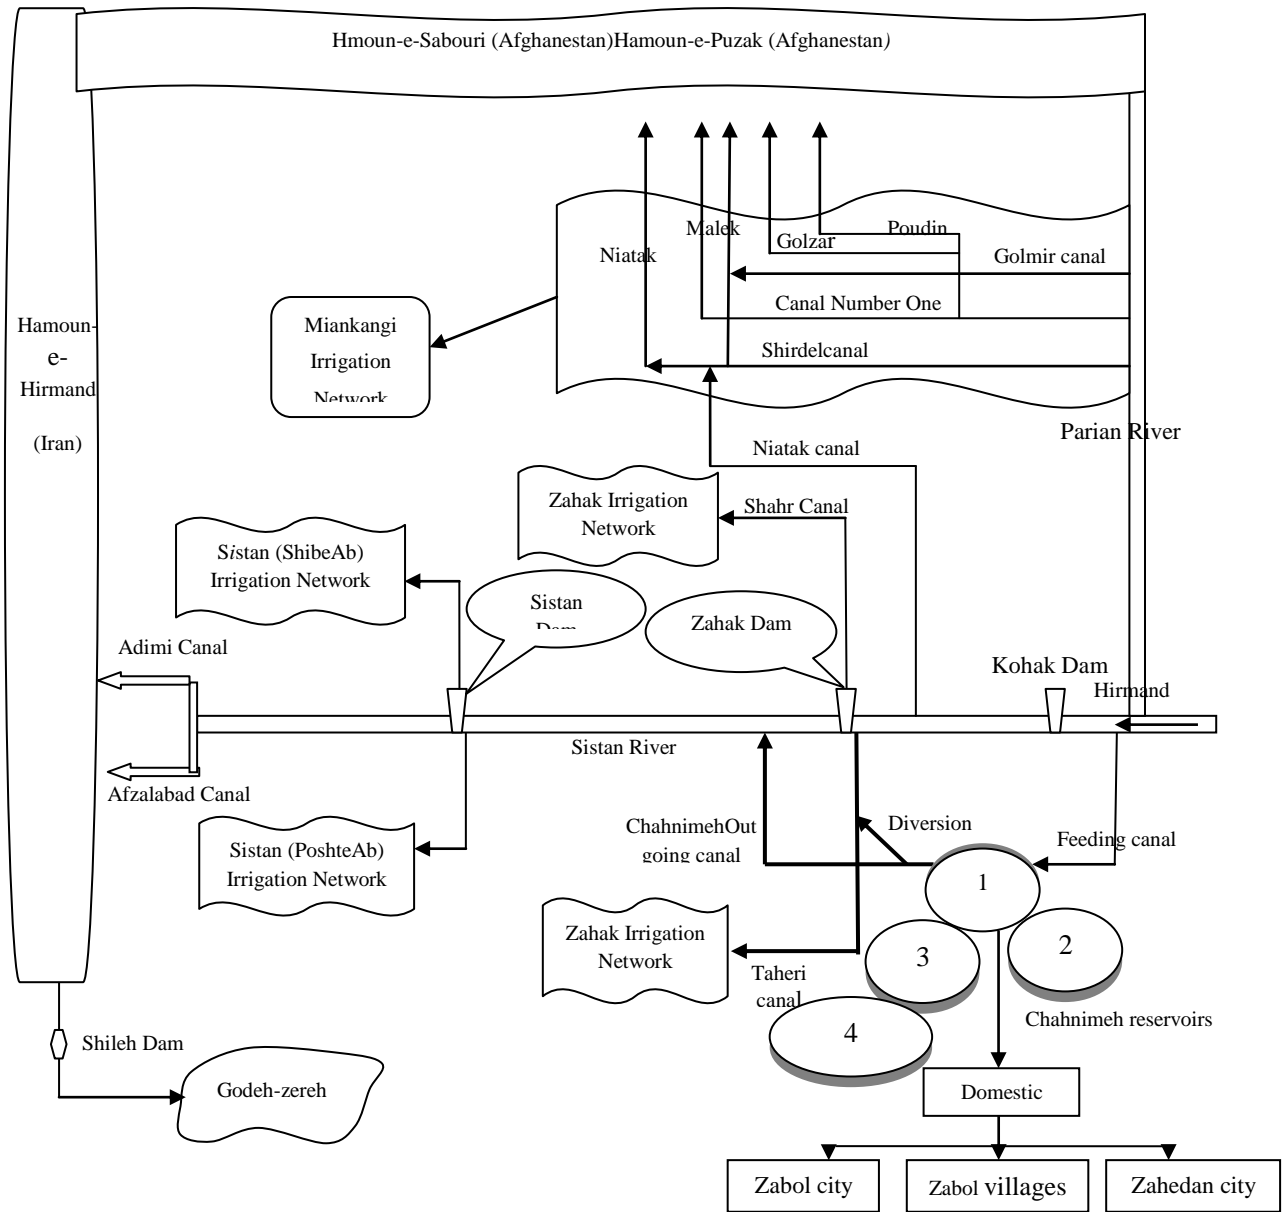 Hmoun-e-Sabouri (Afghanestan)Hamoun-e-Puzak (Afghanestan)
Malek
Poudin
Golzar
Niatak
Golmir canal
Canal Number One
Shirdelcanal
Miankangi
Irrigation
Network
Hamoun-
e-
Hirmand
(Iran)
Parian River
Niatak canal
Zahak Irrigation
Network
Shahr Canal
Sistan (ShibeAb)
Irrigation Network
Sistan
Dam
Zahak Dam
Adimi Canal
Kohak Dam
Hirmand
Sistan River
Afzalabad Canal
ChahnimehOut
going canal
Diversion
Feeding canal
Sistan (PoshteAb)
Irrigation Network
1
2
3
4
Zahak Irrigation
Network
Taheri
canal
Chahnimeh reservoirs
Shileh Dam
Godeh-zereh
Domestic
Zabol city
Zabol villages
Zahedan city